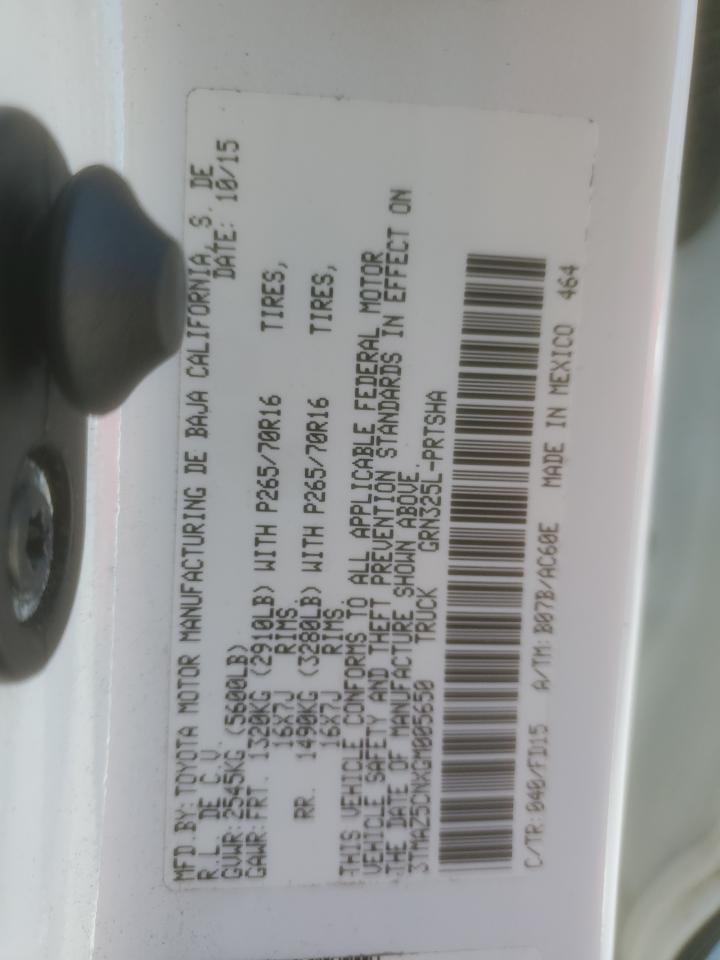 MFD.BY: TOYOTA MOTOR MANUFACTURING DE BAJA CALIFORNIA, S. DE
R.L. DE C.V. DATE: 10/15
GVWR: 2545KG (5600LB)
GAWR: FRT. 1320KG (2910LB) WITH P265/70R16 TIRES,
16X7J RIMS.
RR. 1490KG (3280LB) WITH P265/70R16 TIRES,
16X7J RIMS.
THIS VEHICLE CONFORMS TO ALL APPLICABLE FEDERAL MOTOR
VEHICLE SAFETY AND THEFT PREVENTION STANDARDS IN EFFECT ON
THE DATE OF MANUFACTURE SHOWN ABOVE.
3TMAZ5CNXGM005650 TRUCK GRN325L-PRTSHA
C/TR: 040/FD15 A/TM: B07B/AC60E MADE IN MEXICO 464